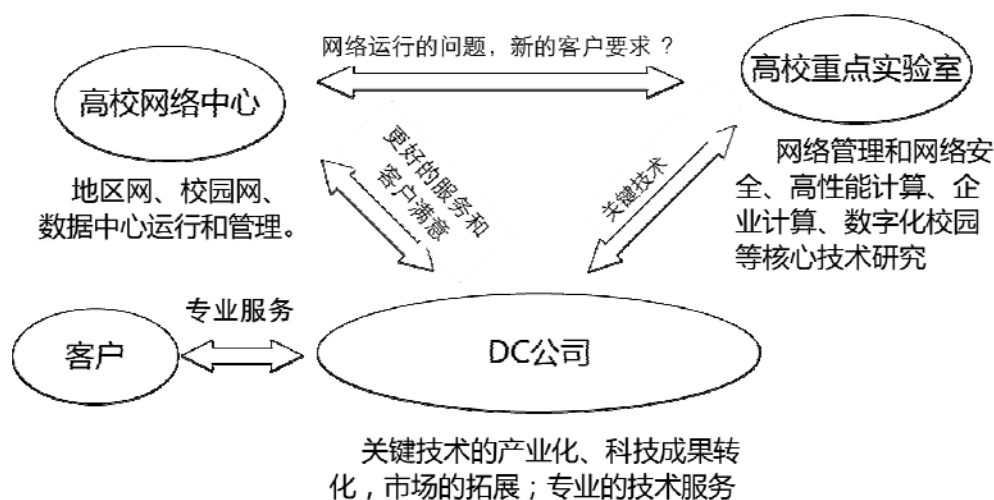 网络运行的问题，新的客户要求？
高校网络中心
高校重点实验室
更好的服务和
客户满意
关键技术
地区网、校园网、
数据中心运行和管理。
网络管理和网络安
全、高性能计算、企
业计算、数字化校园
等核心技术研究
专业服务
客户
DC公司
关键技术的产业化、科技成果转
化，市场的拓展；专业的技术服务